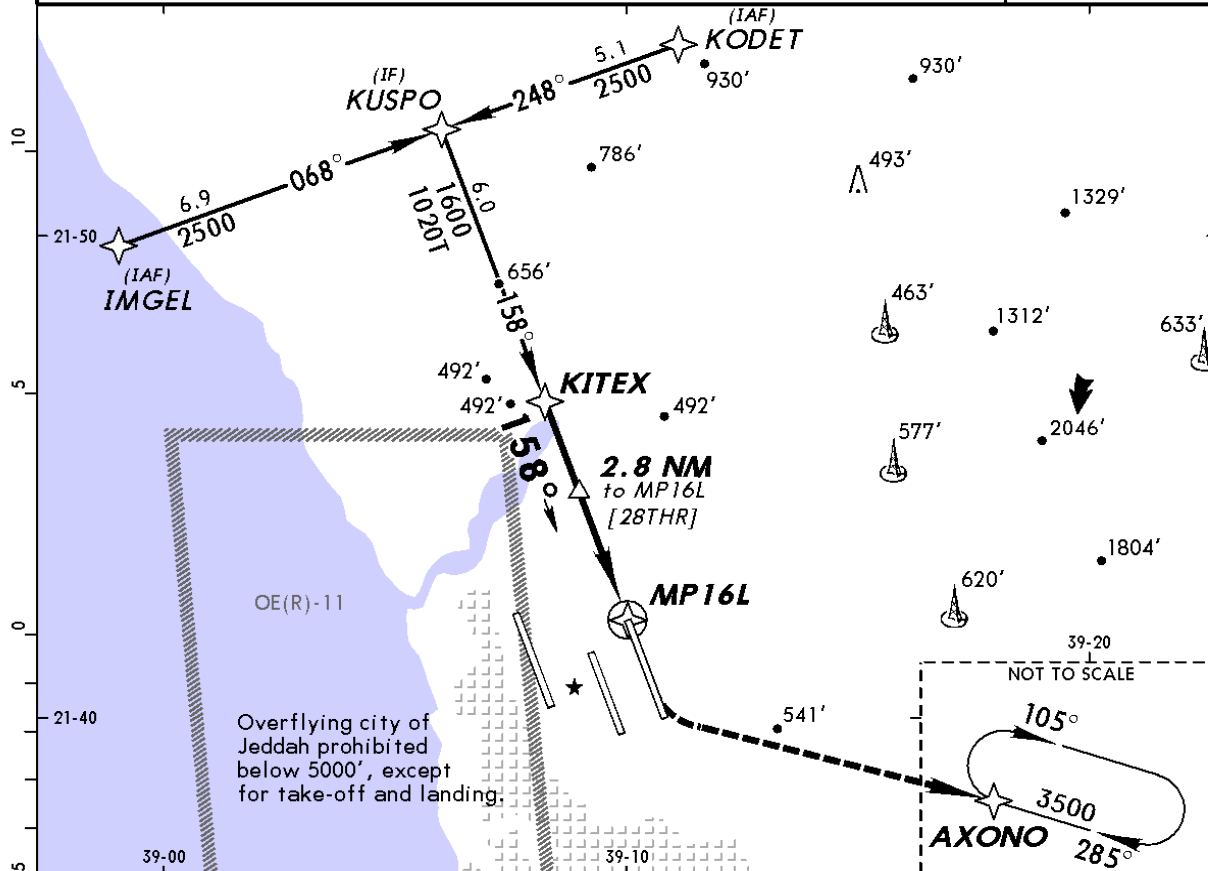 (IAF)
KODET
5.1
2500
248°
930'
930'
(IF)
KUSPO
10
786'
493'
068°
6.9
2500
6.0
1600
1020T
1329'
21-50
(IAF)
IMGEL
656'
158°
463'
1312'
633'
492'
KITEX
5
492'
492'
158°
577'
2046'
2.8 NM
to MP16L
[28THR]
1804'
620'
OE(R)-11
MP16L
0
39-20
NOT TO SCALE
21-40
Overflying city of
Jeddah prohibited
below 5000', except
for take-off and landing.
541'
105°
3500
AXONO
285°
39-00
39-10
5